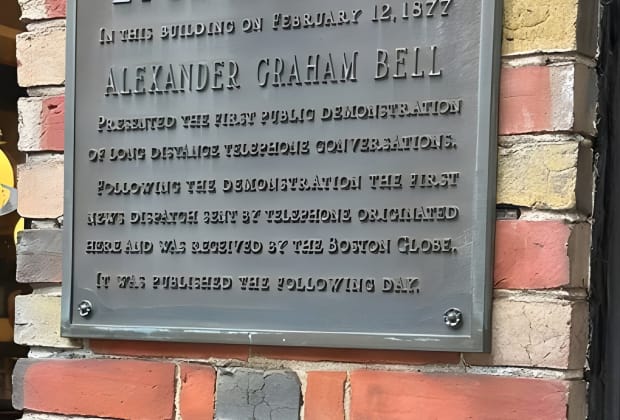 In this building on February 12, 1877
Alexander Graham Bell
Presented the first public demonstration
of long distance telephone conversations.
Following the demonstration the first
news dispatch sent by telephone originated
here and was received by the Boston Globe.
It was published the following day.